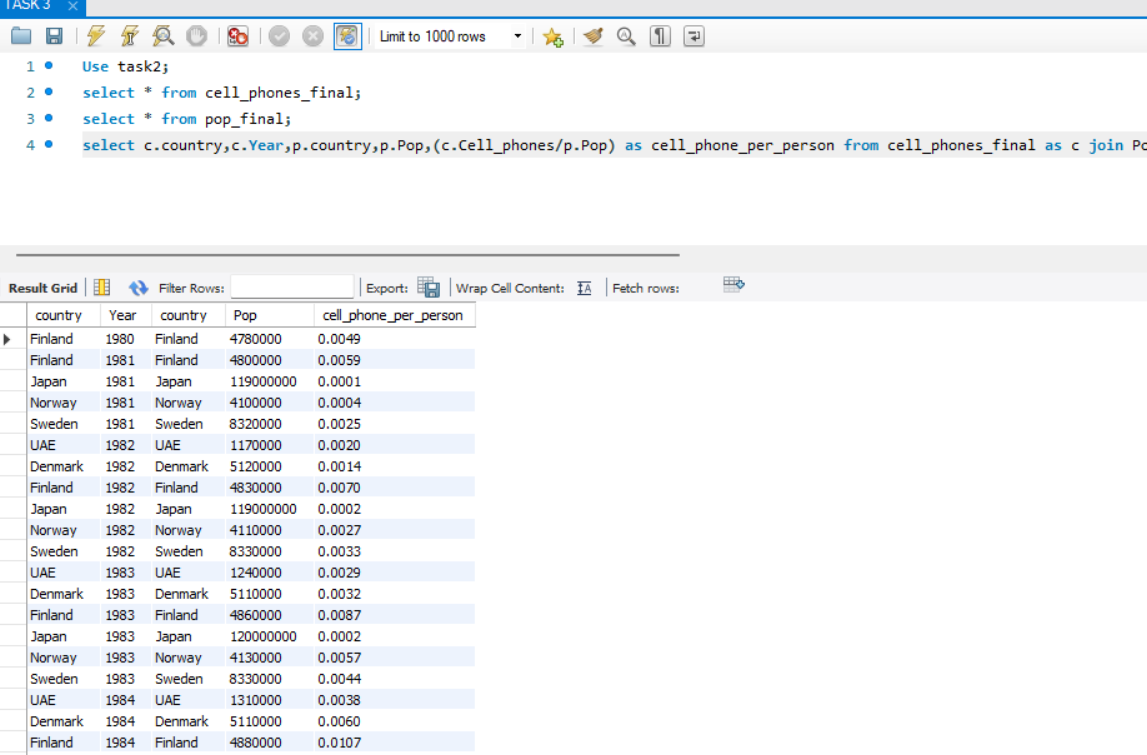 TASK 3 ×
Limit to 1000 rows
1 Use task2;
2 select * from cell_phones_final;
3 select * from pop_final;
4 select c.country,c.Year,p.country,p.Pop,(c.Cell_phones/p.Pop) as cell_phone_per_person from cell_phones_final as c join Po
Result Grid Filter Rows: Export: Wrap Cell Content: IA Fetch rows:
country Year country Pop cell_phone_per_person
Finland 1980 Finland 4780000 0.0049
Finland 1981 Finland 4800000 0.0059
Japan 1981 Japan 119000000 0.0001
Norway 1981 Norway 4100000 0.0004
Sweden 1981 Sweden 8320000 0.0025
UAE 1982 UAE 1170000 0.0020
Denmark 1982 Denmark 5120000 0.0014
Finland 1982 Finland 4830000 0.0070
Japan 1982 Japan 119000000 0.0002
Norway 1982 Norway 4110000 0.0027
Sweden 1982 Sweden 8330000 0.0033
UAE 1983 UAE 1240000 0.0029
Denmark 1983 Denmark 5110000 0.0032
Finland 1983 Finland 4860000 0.0087
Japan 1983 Japan 120000000 0.0002
Norway 1983 Norway 4130000 0.0057
Sweden 1983 Sweden 8330000 0.0044
UAE 1984 UAE 1310000 0.0038
Denmark 1984 Denmark 5110000 0.0060
Finland 1984 Finland 4880000 0.0107